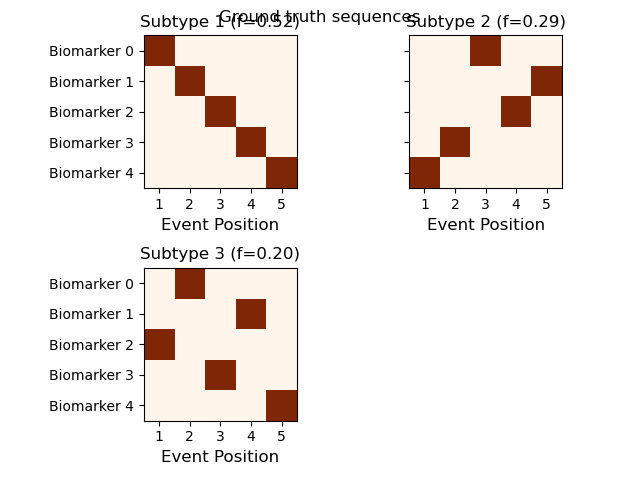 Ground truth sequences
Subtype 1 (f=0.52)
Subtype 2 (f=0.29)
Biomarker 0
Biomarker 1
Biomarker 2
Biomarker 3
Biomarker 4
1 2 3 4 5
1 2 3 4 5
Event Position
Event Position
Subtype 3 (f=0.20)
Biomarker 0
Biomarker 1
Biomarker 2
Biomarker 3
Biomarker 4
1 2 3 4 5
Event Position